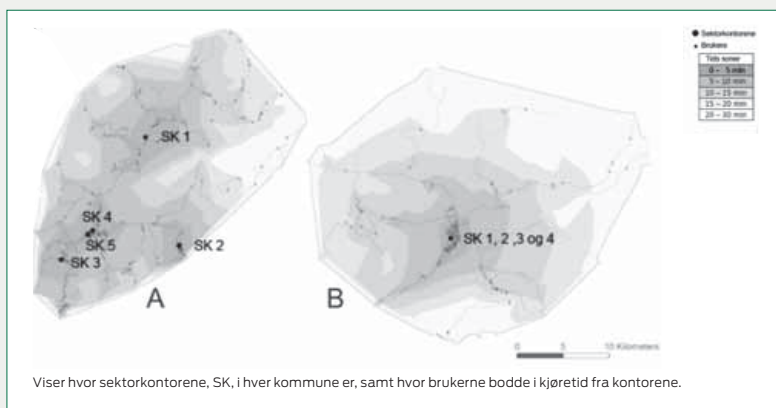 SK 1
SK 4
SK 5
SK 3
SK 2
A
SK 1, 2 ,3 og 4
B
Sektorkontorene
Brukere
Tids soner
0 – 5 min
5 – 10 min
10 – 15 min
15 – 20 min
20 – 30 min
0 5 10 Kilometers
Viser hvor sektorkontorene, SK, i hver kommune er, samt hvor brukerne bodde i kjøretid fra kontorene.